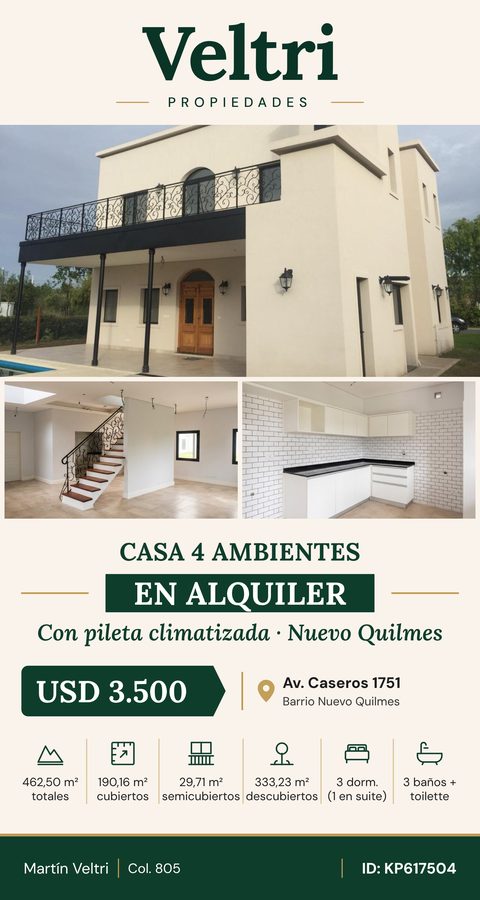 Veltri
PROPIEDADES
CASA 4 AMBIENTES
EN ALQUILER
Con pileta climatizada · Nuevo Quilmes
USD 3.500
Av. Caseros 1751
Barrio Nuevo Quilmes
462,50 m² totales
190,16 m² cubiertos
29,71 m² semicubiertos
333,23 m² descubiertos
3 dorm. (1 en suite)
3 baños + toilette
Martín Veltri
Col. 805
ID: KP617504